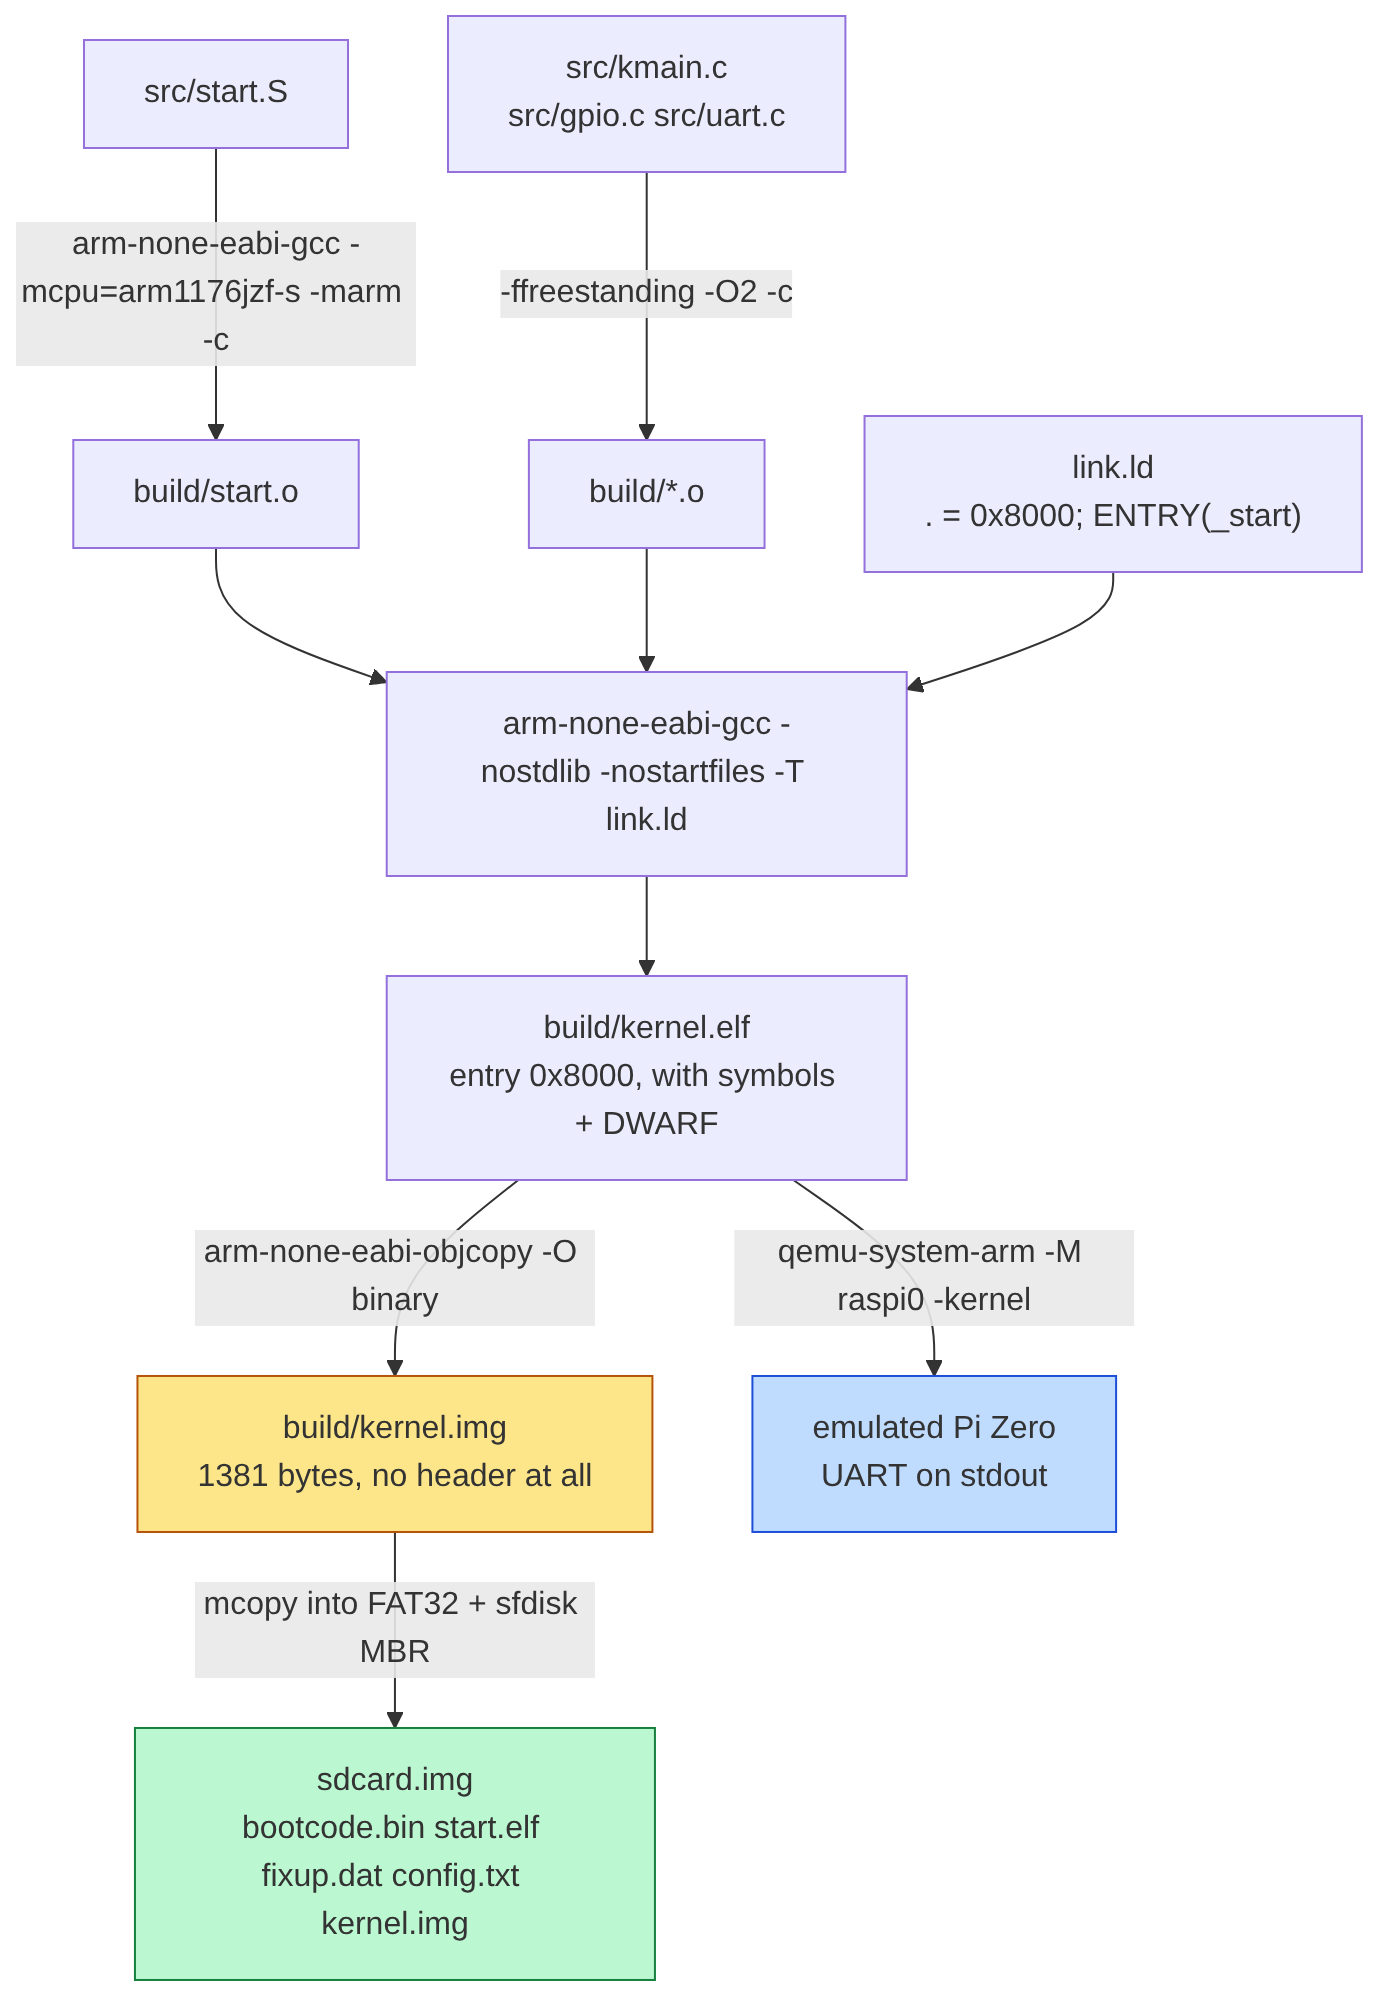 src/start.S
src/kmain.c
src/gpio.c src/uart.c
arm-none-eabi-gcc -
mcpu=arm1176jzf-s -marm
-c
-ffreestanding -O2 -c
build/start.o
build/*.o
link.ld
. = 0x8000; ENTRY(_start)
arm-none-eabi-gcc -
nostdlib -nostartfiles -T
link.ld
build/kernel.elf
entry 0x8000, with symbols
+ DWARF
arm-none-eabi-objcopy -O
binary
qemu-system-arm -M
raspi0 -kernel
build/kernel.img
1381 bytes, no header at all
emulated Pi Zero
UART on stdout
mcopy into FAT32 + sfdisk
MBR
sdcard.img
bootcode.bin start.elf
fixup.dat config.txt
kernel.img